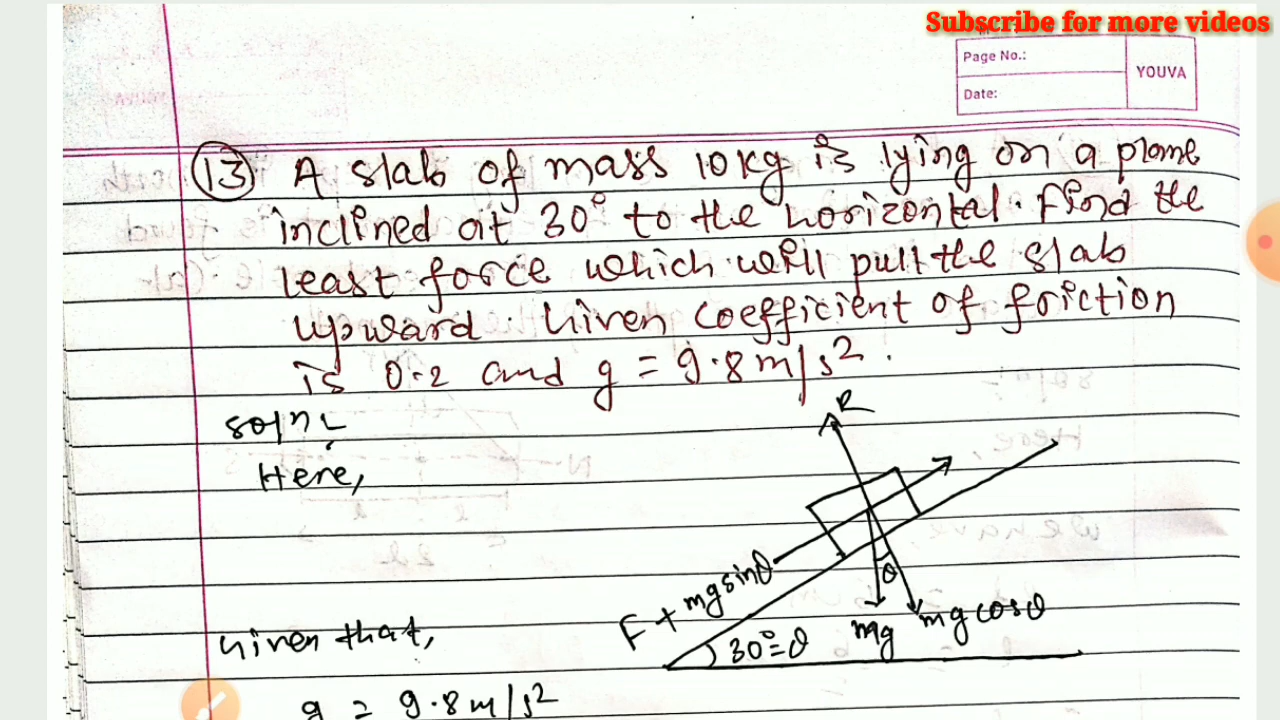 Subscribe for more videos
Page No.:
Date:
YOUVA
(13) A slab of mass 10kg is lying on a plane
inclined at 30° to the horizontal. Find the
least force which will pull the slab
upward. Given coefficient of friction
is 0.2 and g = 9.8 m/s².
soln:
Here,
R
θ
F + mg sinθ
30° = θ
mg
mg cosθ
Given that,
g = 9.8 m/s²